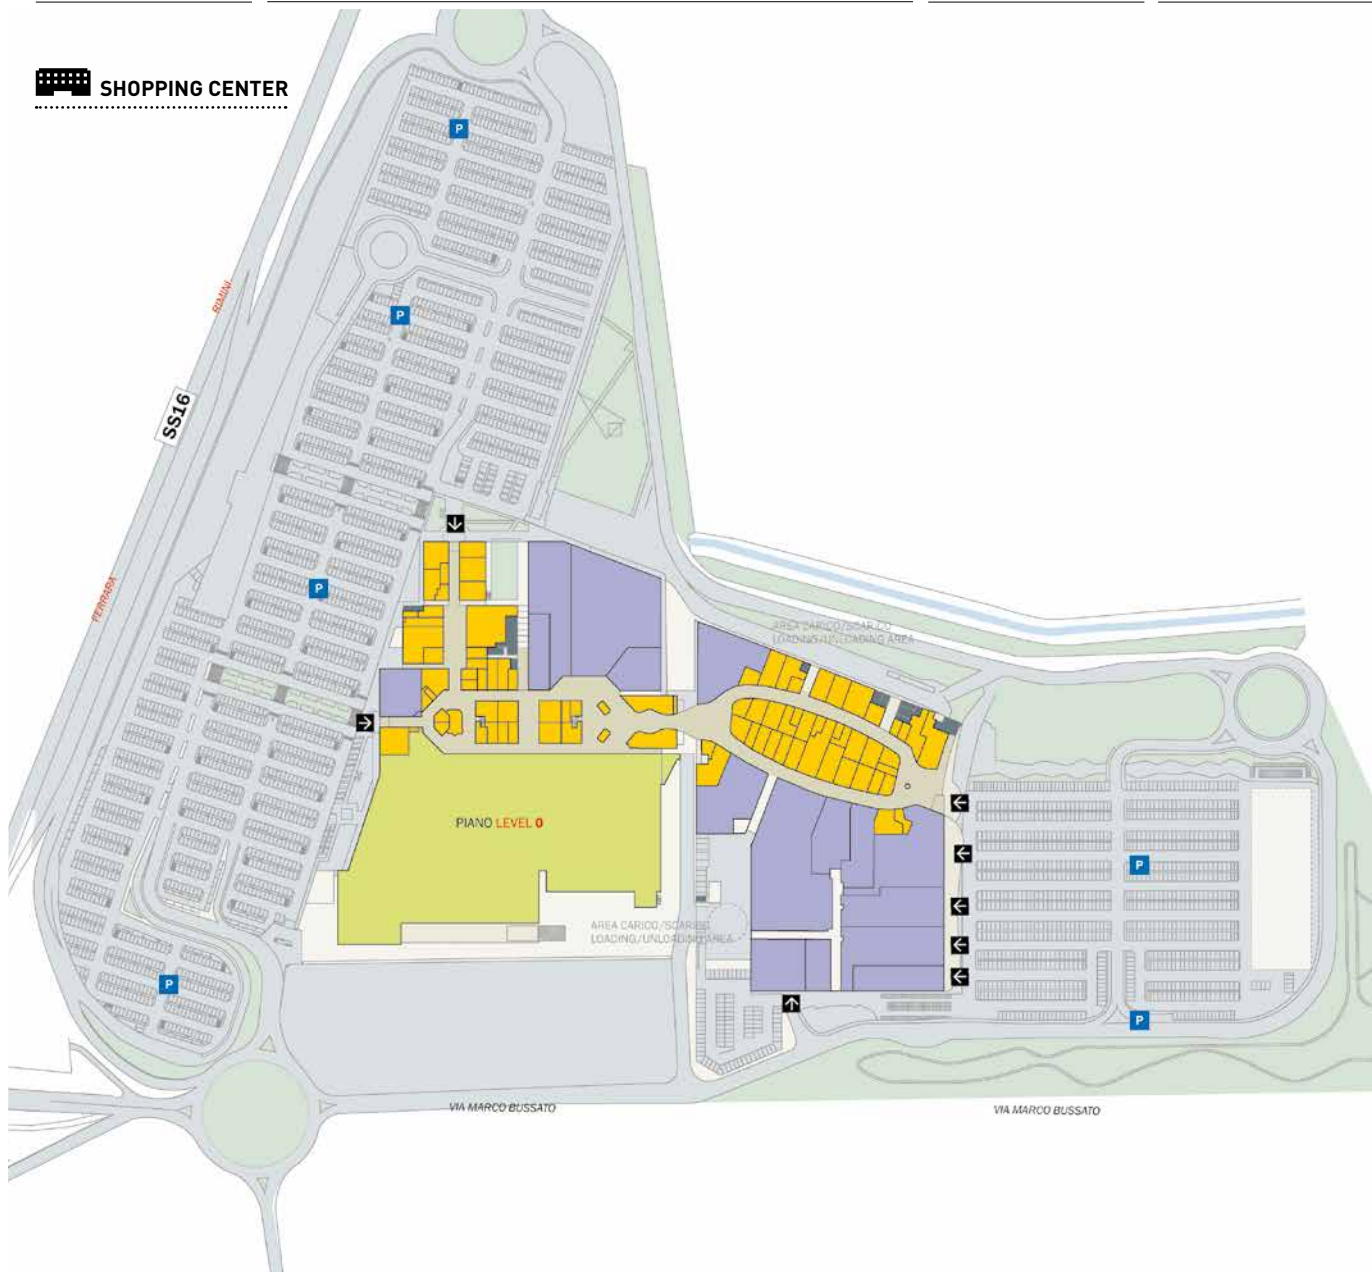 SHOPPING CENTER
P
P
RIMINI
SS16
FERRARA
P
AREA CARICO/SCARICO
LOADING/UNLOADING AREA
PIANO LEVEL 0
P
AREA CARICO/SCARICO
LOADING/UNLOADING AREA
P
P
VIA MARCO BUSSATO
VIA MARCO BUSSATO